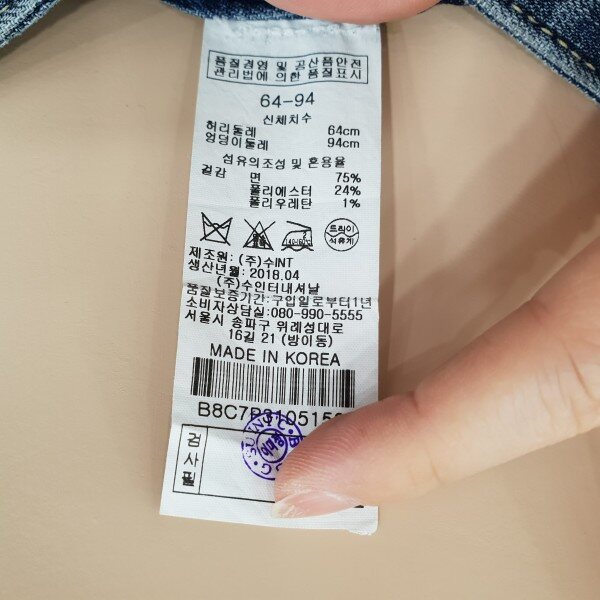 품질경영 및 공산품안전
관리법에 의한 품질표시
64-94
신체치수
허리둘레 64cm
엉덩이둘레 94cm
섬유의조성 및 혼용율
겉감 면 75%
폴리에스터 24%
폴리우레탄 1%
드라이
석유계
제조원: (주)수INT
생산년월: 2018.04
(주)수인터내셔날
품질보증기간: 구입일로부터1년
소비자상담실: 080-990-5555
서울시 송파구 위례성대로
16길 21 (방이동)
MADE IN KOREA
검사필